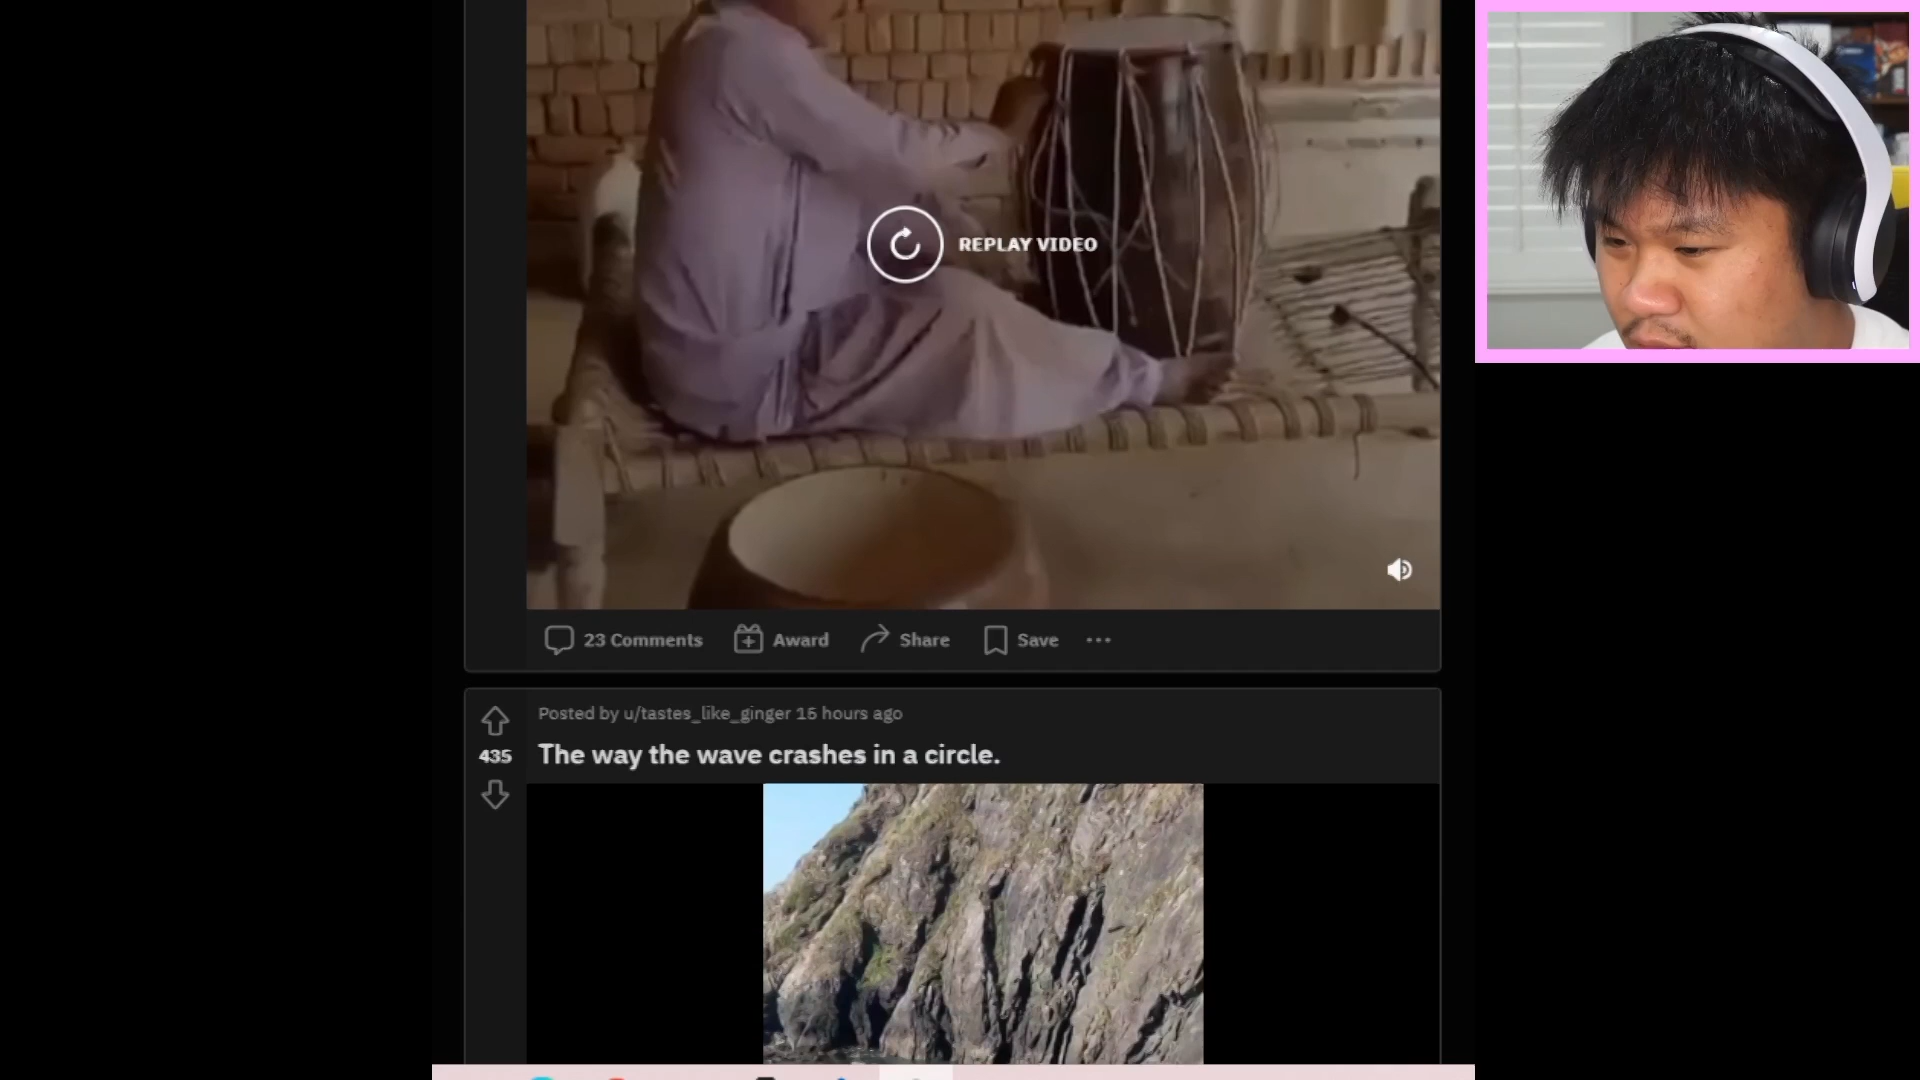 REPLAY VIDEO
23 Comments Award Share Save
Posted by u/tastes_like_ginger 15 hours ago
435
The way the wave crashes in a circle.